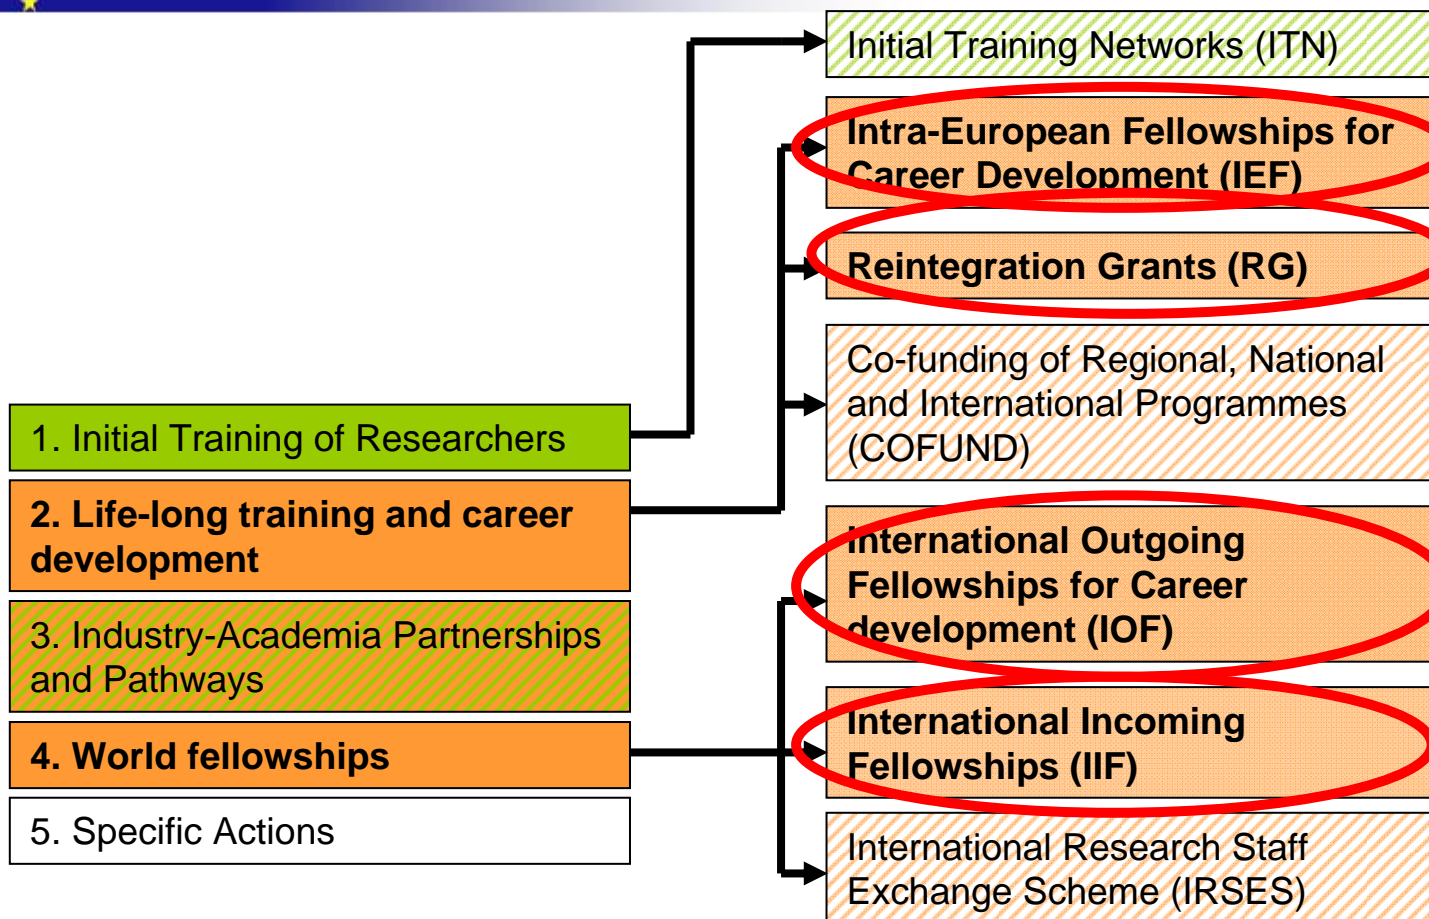 Initial Training Networks (ITN)
Intra-European Fellowships for
Career Development (IEF)
Reintegration Grants (RG)
Co-funding of Regional, National
and International Programmes
(COFUND)
1. Initial Training of Researchers
2. Life-long training and career
development
3. Industry-Academia Partnerships
and Pathways
4. World fellowships
5. Specific Actions
International Outgoing
Fellowships for Career
development (IOF)
International Incoming
Fellowships (IIF)
International Research Staff
Exchange Scheme (IRSES)